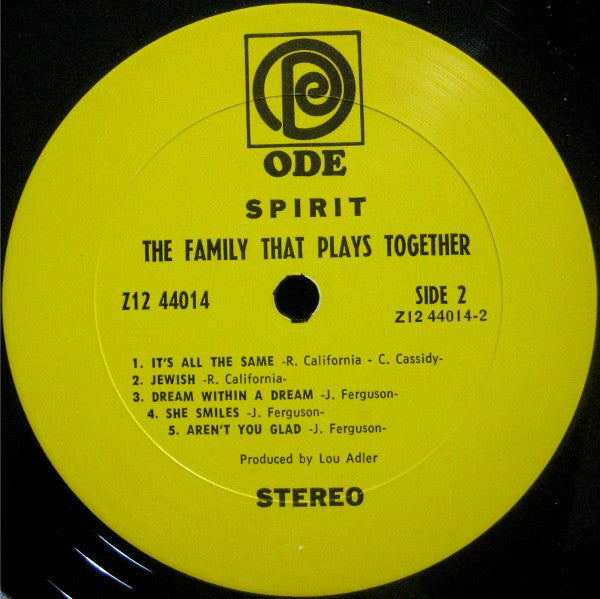 ODE
SPIRIT
THE FAMILY THAT PLAYS TOGETHER
Z12 44014 SIDE 2
Z12 44014-2
1. IT'S ALL THE SAME -R. California - C. Cassidy-
2. JEWISH -R. California-
3. DREAM WITHIN A DREAM -J. Ferguson-
4. SHE SMILES -J. Ferguson-
5. AREN'T YOU GLAD -J. Ferguson-
Produced by Lou Adler
STEREO